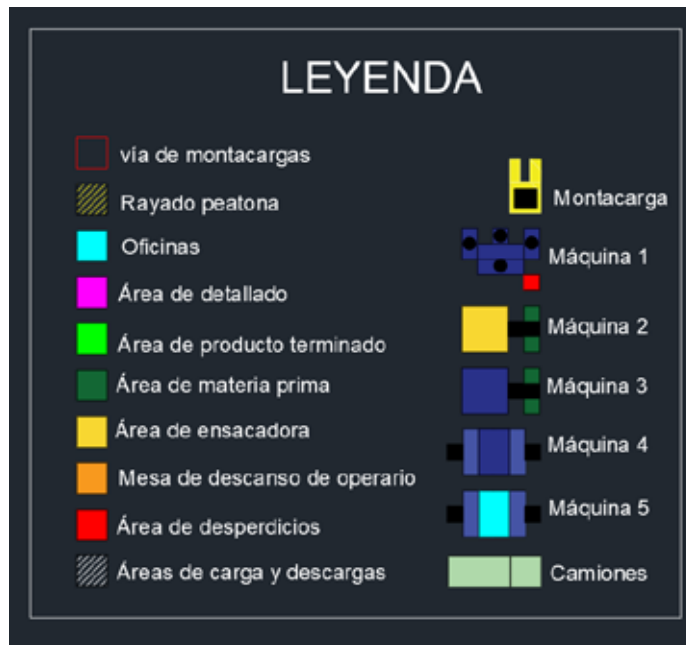 LEYENDA
vía de montacargas
Rayado peatona
Oficinas
Área de detallado
Área de producto terminado
Área de materia prima
Área de ensacadora
Mesa de descanso de operario
Área de desperdicios
Áreas de carga y descargas
Montacarga
Máquina 1
Máquina 2
Máquina 3
Máquina 4
Máquina 5
Camiones